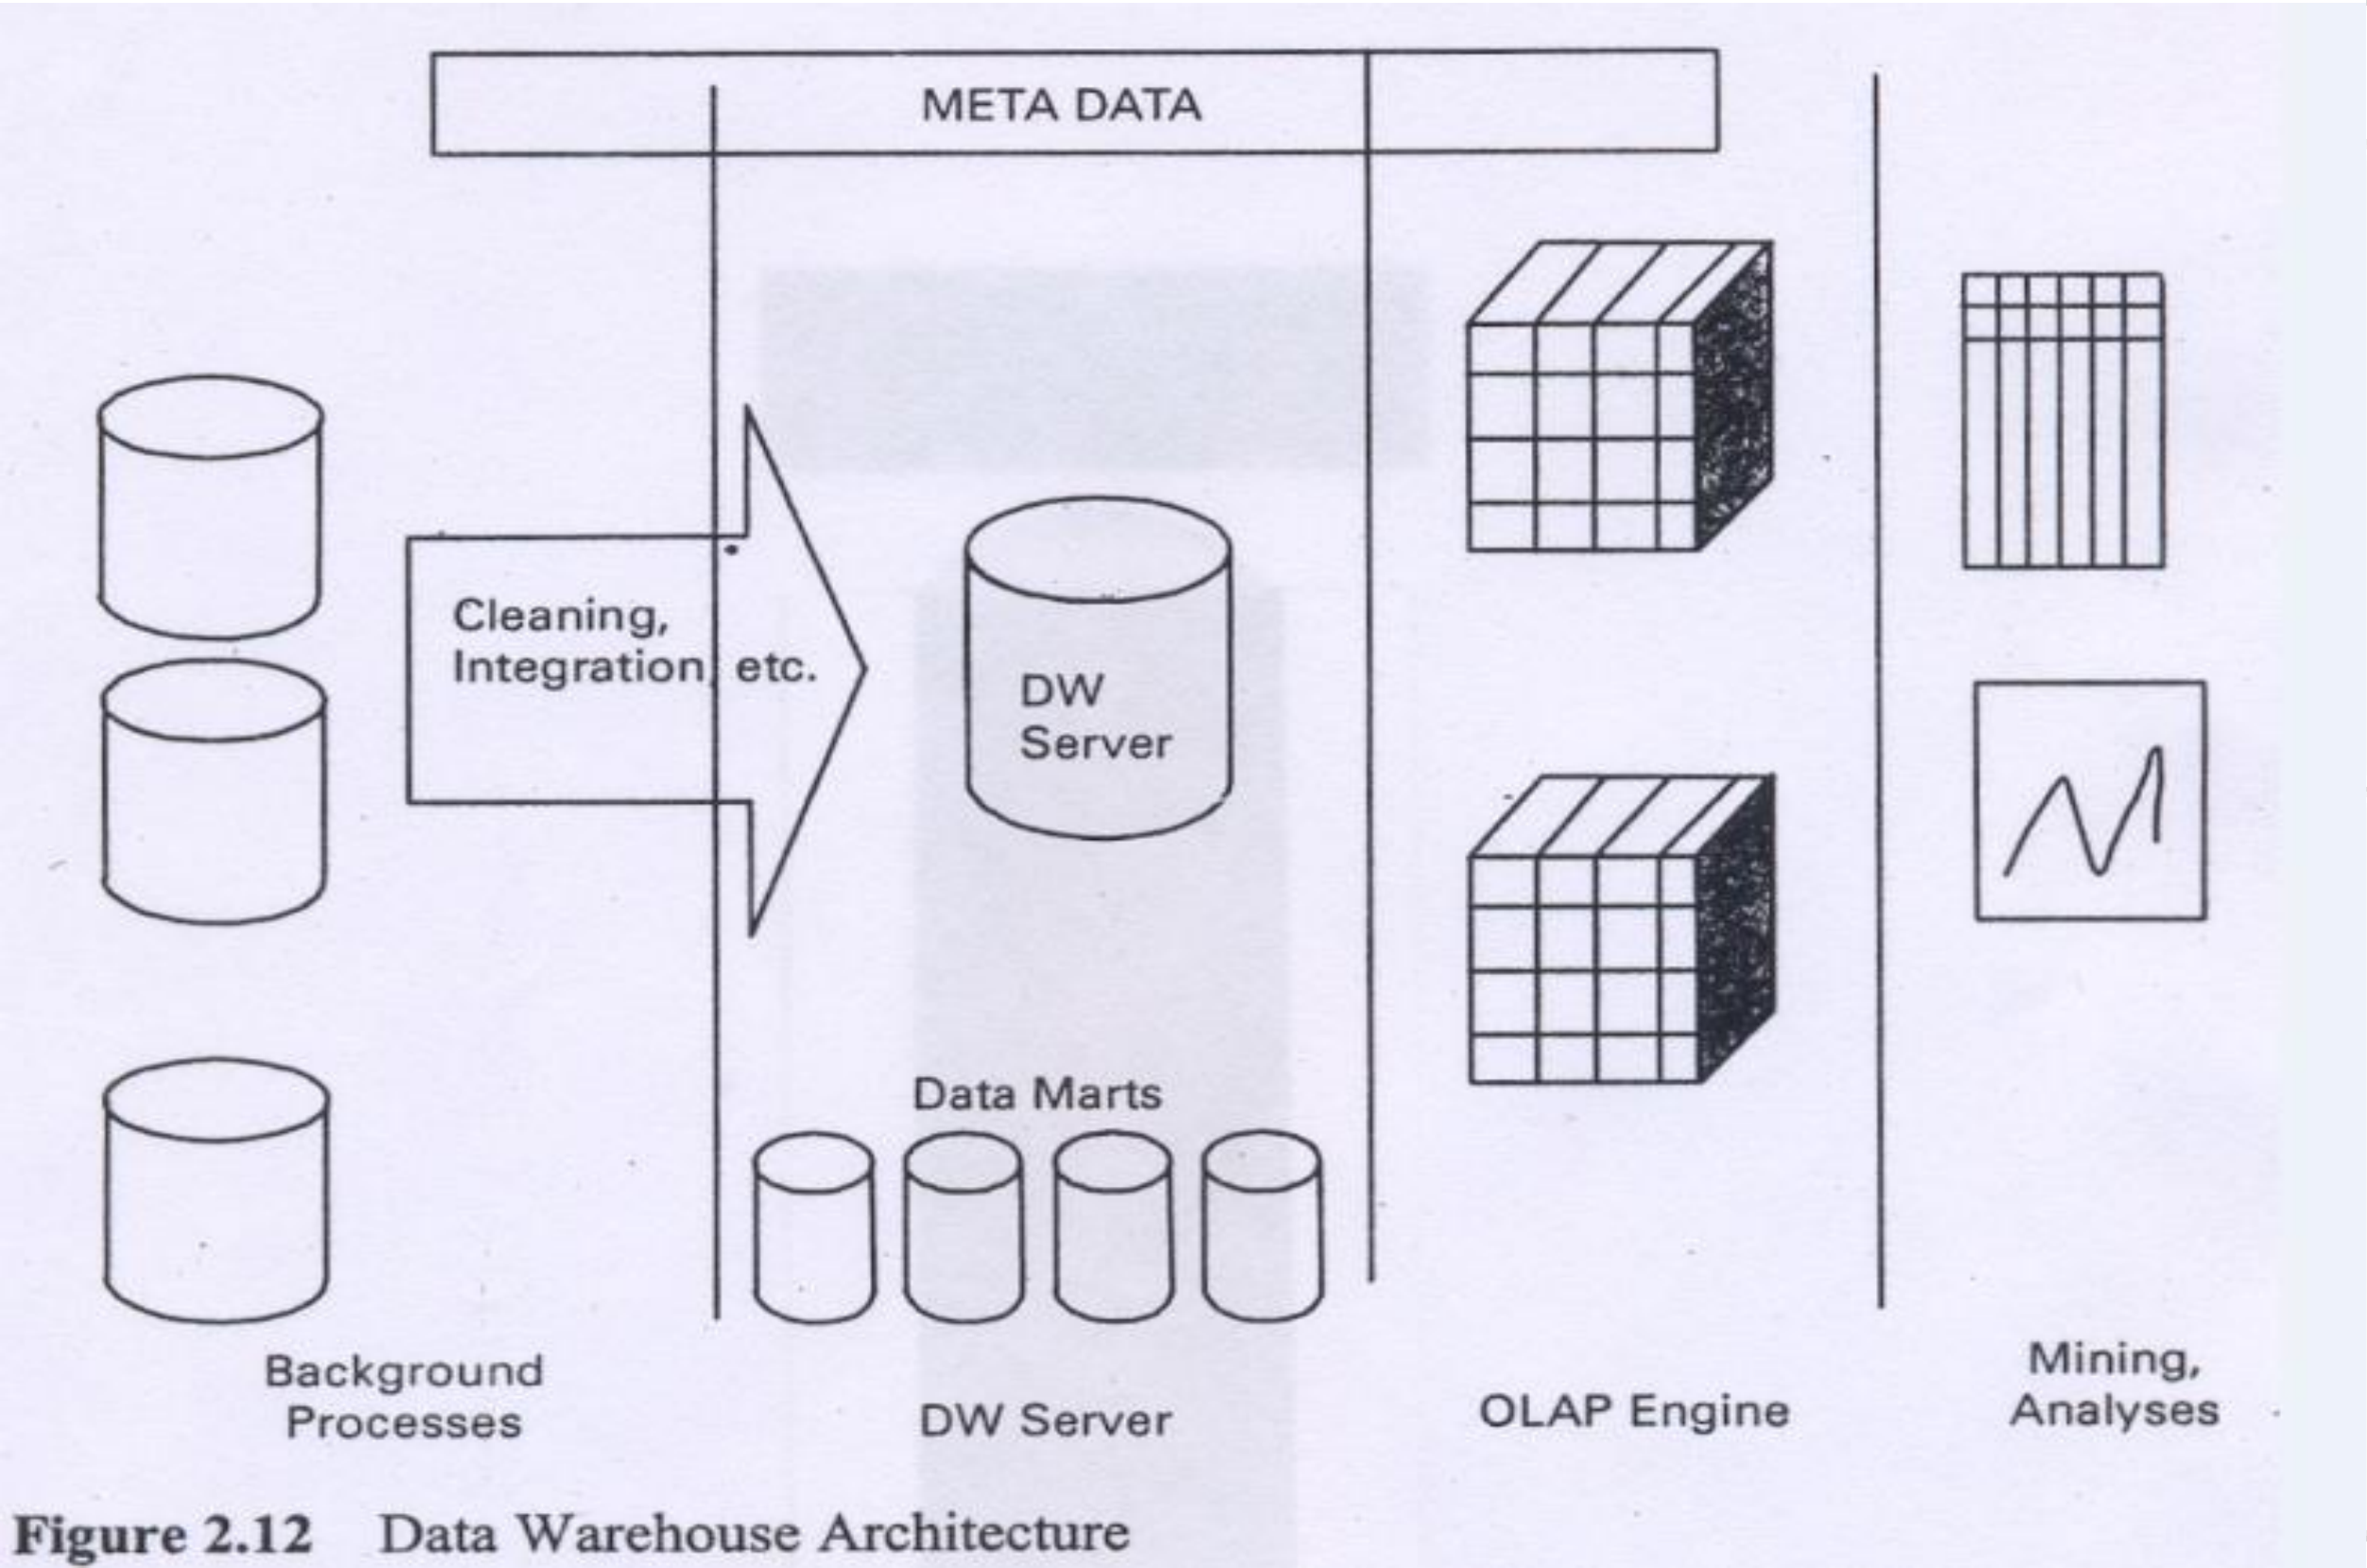 META DATA
Cleaning,
Integration, etc.
DW
Server
Data Marts
Background
Processes
DW Server
OLAP Engine
Mining,
Analyses
Figure 2.12 Data Warehouse Architecture